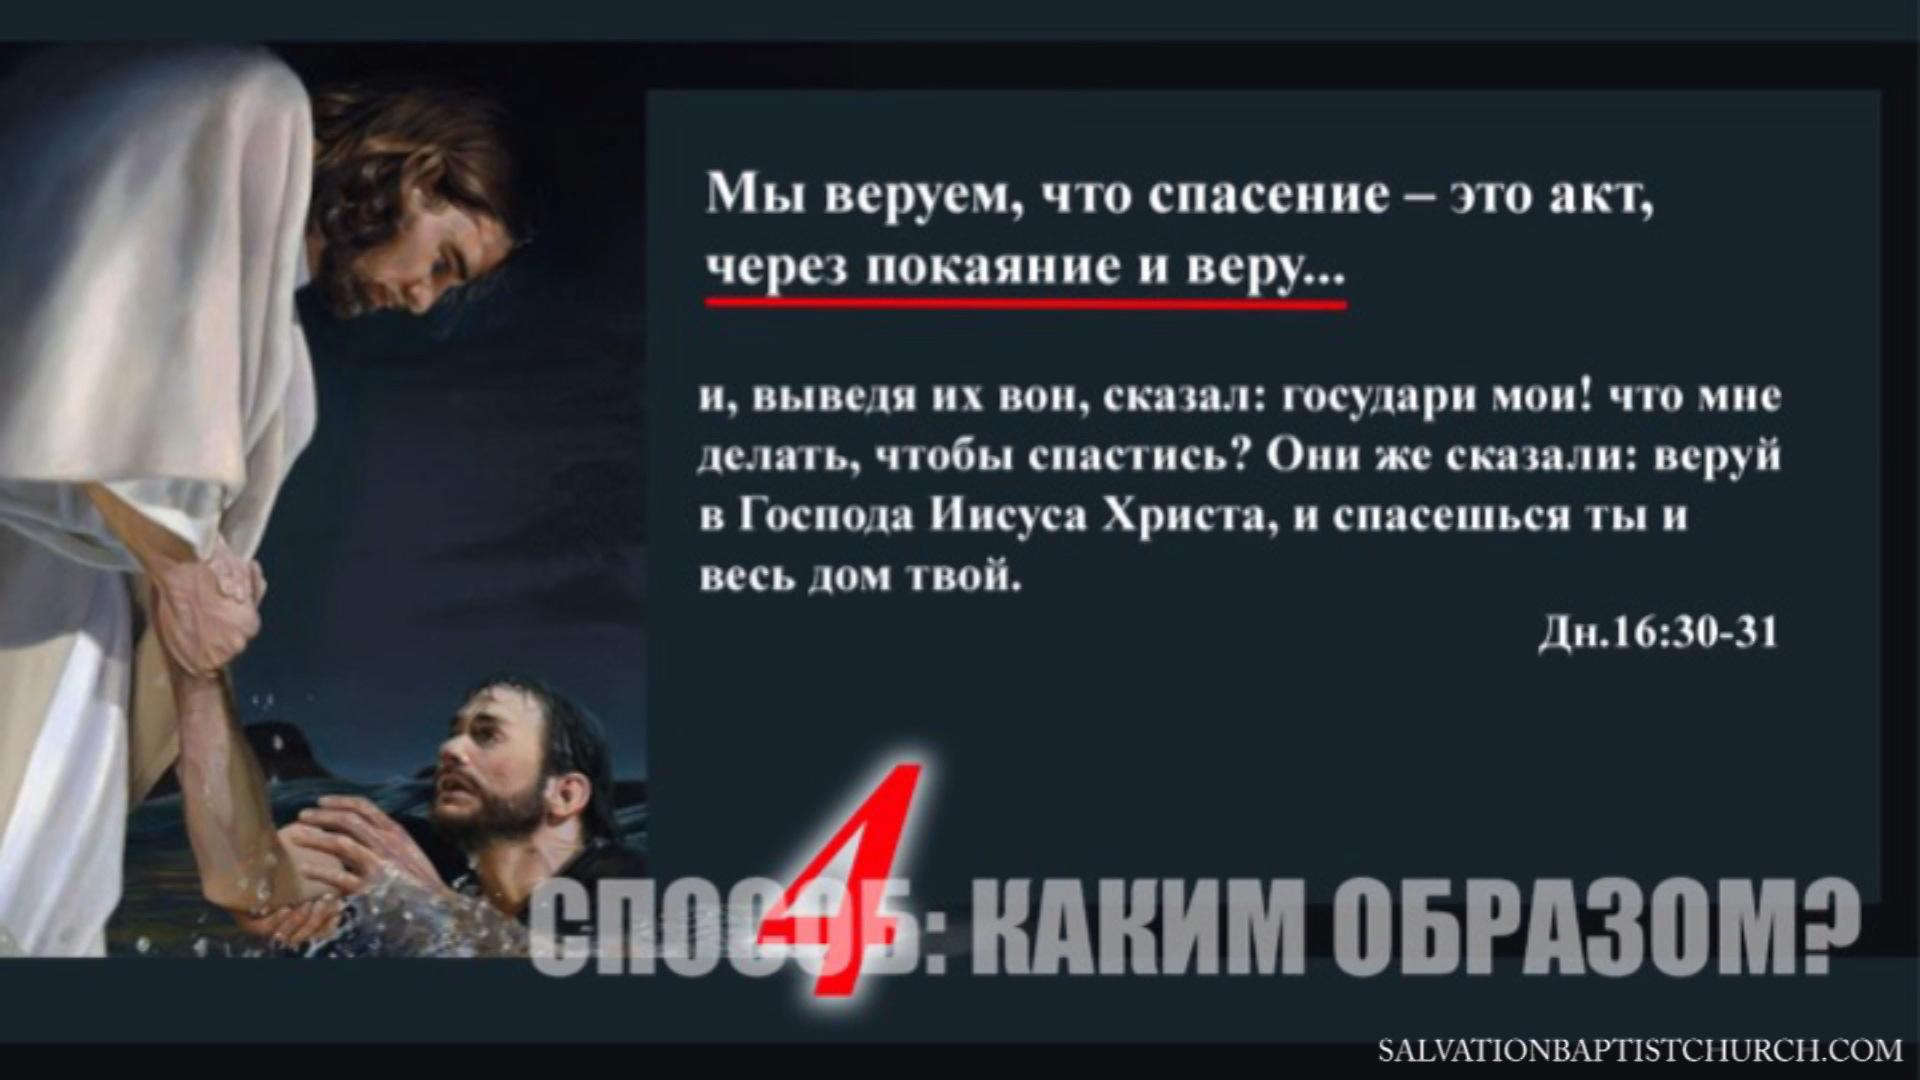 Мы веруем, что спасение – это акт,
через покаяние и веру...
и, выведя их вон, сказал: государи мои! что мне
делать, чтобы спастись? Они же сказали: веруй
в Господа Иисуса Христа, и спасешься ты и
весь дом твой.
Дн.16:30-31
4
СПОСОБ: КАКИМ ОБРАЗОМ?
SALVATIONBAPTISTCHURCH.COM